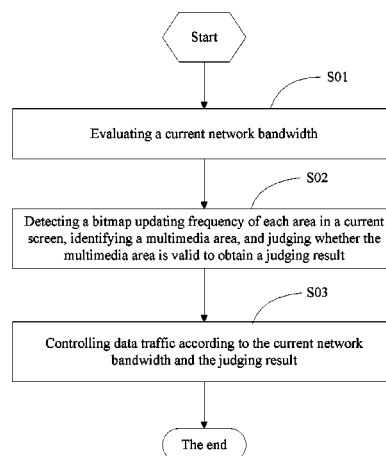 Start
S01
Evaluating a current network bandwidth
S02
Detecting a bitmap updating frequency of each area in a current
screen, identifying a multimedia area, and judging whether the
multimedia area is valid to obtain a judging result
S03
Controlling data traffic according to the current network
bandwidth and the judging result
The end